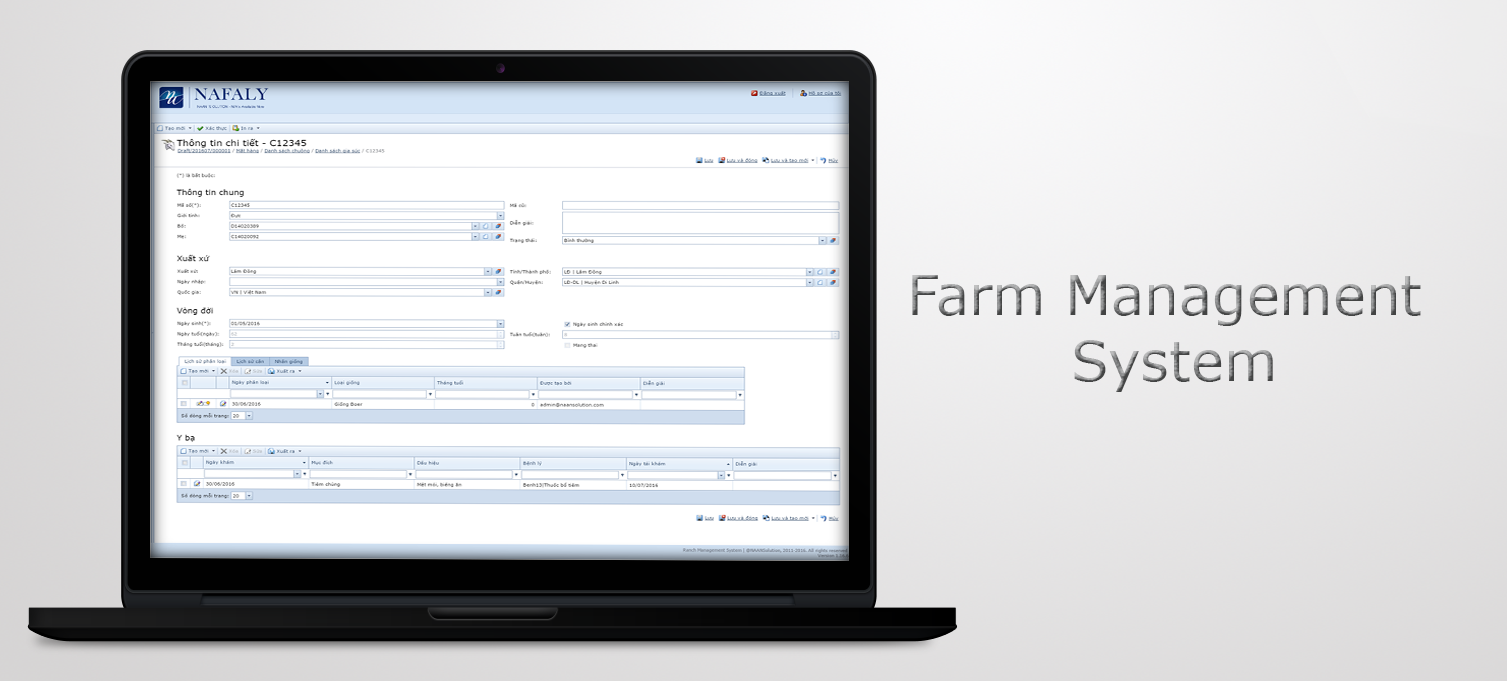 NAFALY
Đăng xuất Hồ sơ của tôi
Tạo mới Xác thực In ra
Thông tin chi tiết - C12345
Draft/201607/000003 / Mặt hàng / Danh sách chuồng / Danh sách gia súc / C12345
Lưu Lưu và đóng Lưu và tạo mới Hủy
(*) là bắt buộc:
Thông tin chung
Mã số(*): C12345 Mã cũ:
Giới tính: Đực Diễn giải:
Bố: D14020389
Mẹ: C14020092 Trạng thái: Bình thường
Xuất xứ
Xuất xứ: Lâm Đồng Tỉnh/Thành phố: LĐ | Lâm Đồng
Ngày nhập: Quận/Huyện: LĐ-DL | Huyện Di Linh
Quốc gia: VN | Việt Nam
Vòng đời
Ngày sinh(*): 01/05/2016 Ngày sinh chính xác
Ngày tuổi(ngày): 62 Tuần tuổi(tuần):
Tháng tuổi(tháng): Mang thai
Lịch sử phân loại Lịch sử cân Nhân giống
Tạo mới Xóa Sửa Xuất ra
Ngày phân loại Loại giống Tháng tuổi Được tạo bởi Diễn giải
30/06/2016 Giống Boer 0 admin@naansolution.com
Số dòng mỗi trang: 20
Y bạ
Tạo mới Xóa Sửa Xuất ra
Ngày khám Mục đích Dấu hiệu Bệnh lý Ngày tái khám Diễn giải
30/06/2016 Tiêm chủng Mệt mỏi, biếng ăn Benh13|Thuốc bổ tiêm 10/07/2016
Số dòng mỗi trang: 20
Lưu Lưu và đóng Lưu và tạo mới Hủy
Ranch Management System | @NAANSolution, 2011-2016. All rights reserved
Farm Management
System